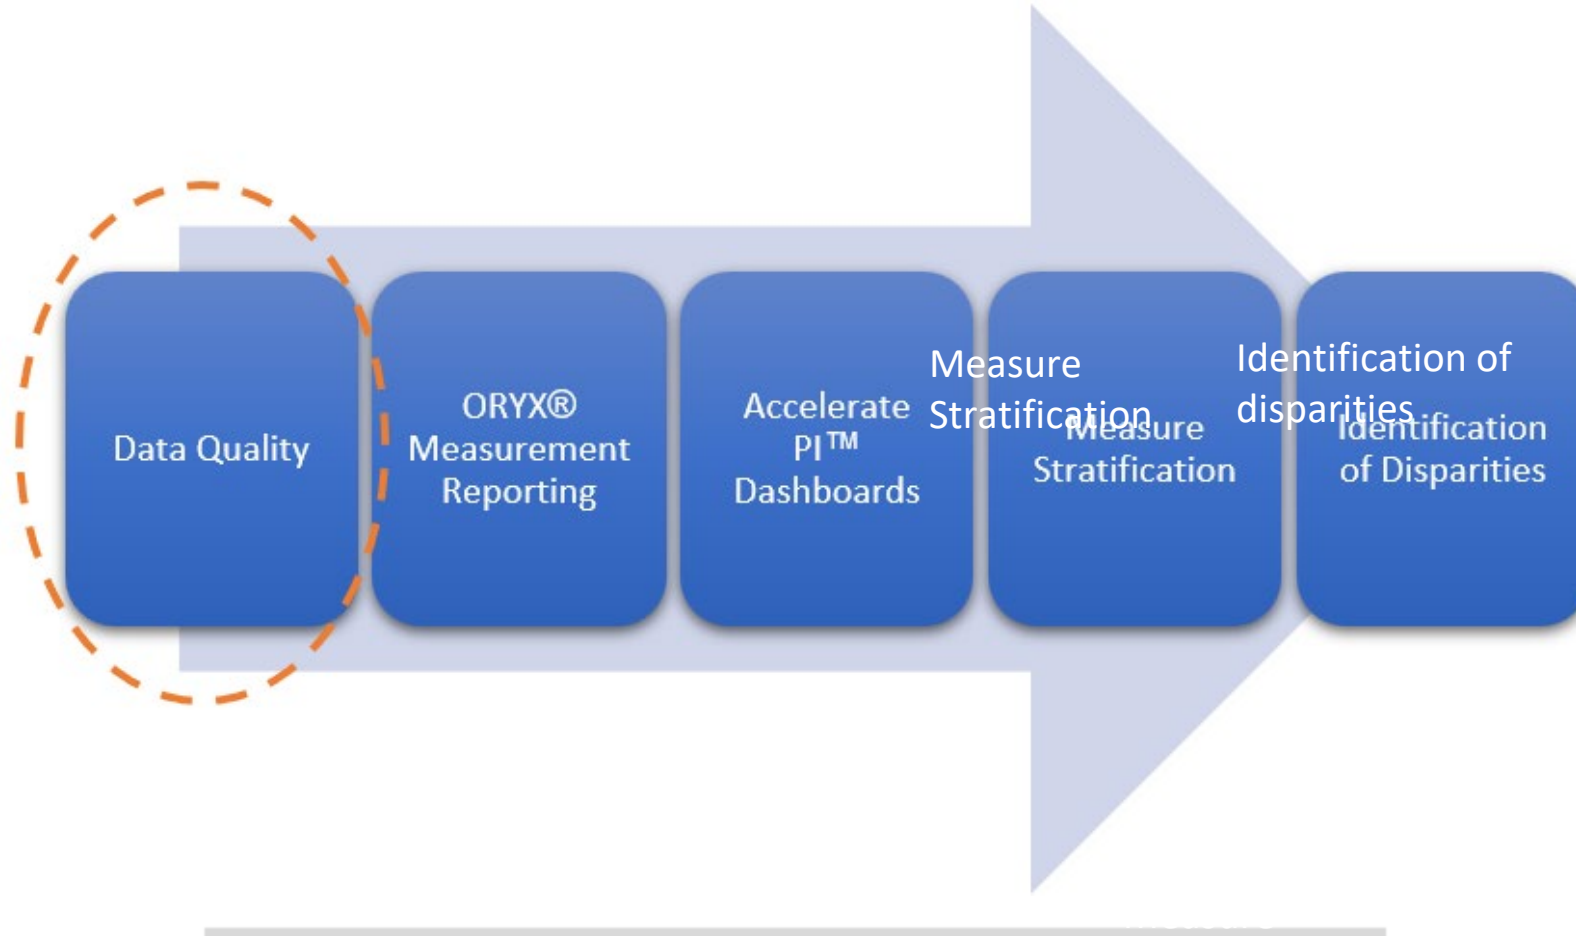 Data Quality
ORYX®
Measurement
Reporting
Accelerate
PI™
Dashboards
Measure
Stratification
Measure
Stratification
Identification of
disparities
Identification
of Disparities